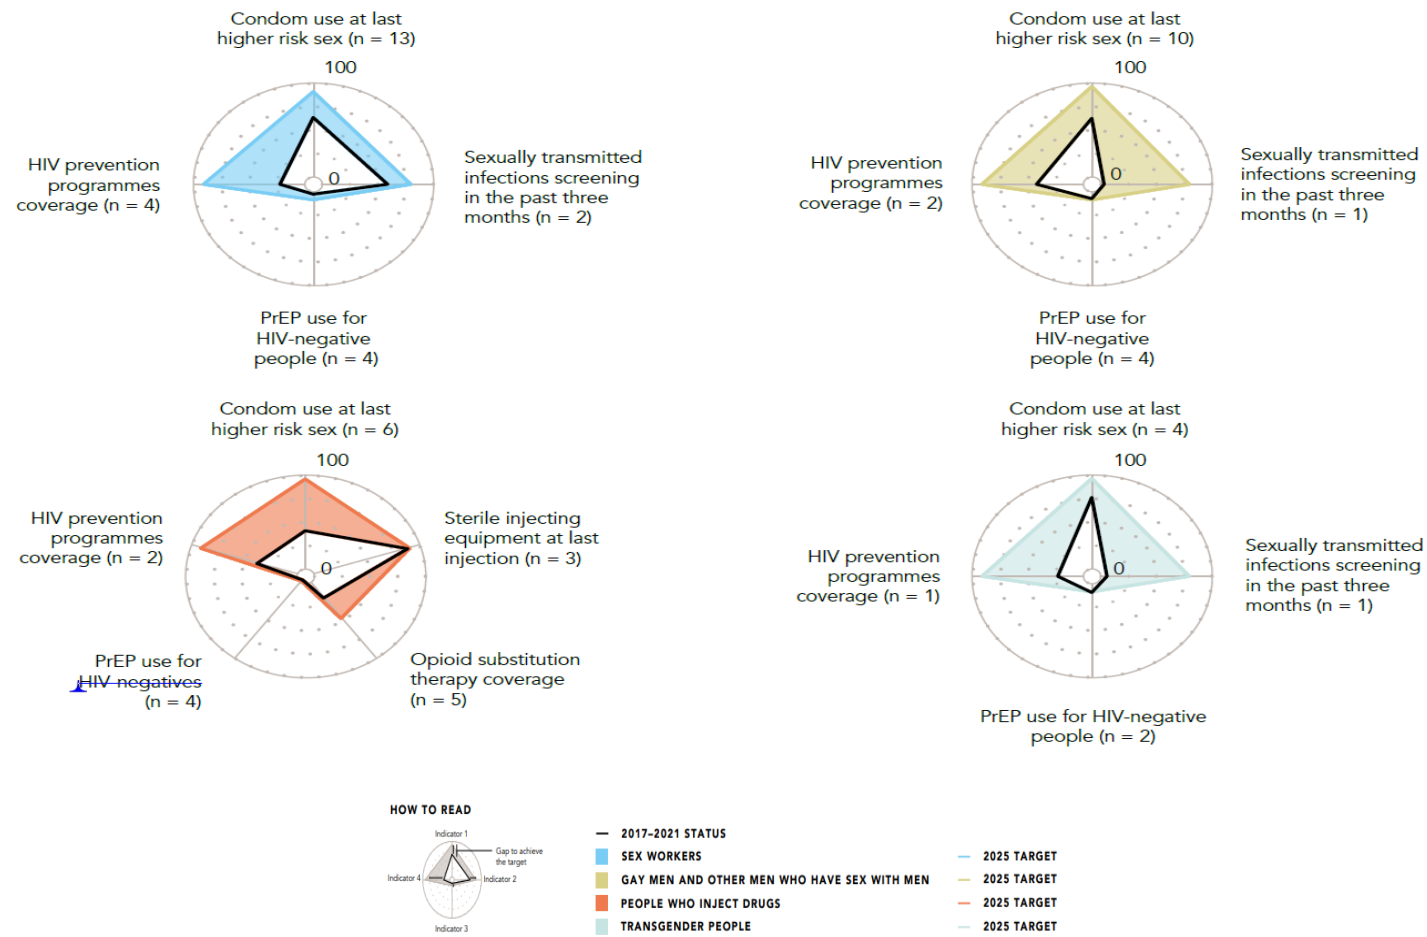 Condom use at last
higher risk sex (n = 13)
100
HIV prevention
programmes
coverage (n = 4)
0
Sexually transmitted
infections screening
in the past three
months (n = 2)
PrEP use for
HIV-negative
people (n = 4)
Condom use at last
higher risk sex (n = 10)
100
HIV prevention
programmes
coverage (n = 2)
0
Sexually transmitted
infections screening
in the past three
months (n = 1)
PrEP use for
HIV-negative
people (n = 4)
Condom use at last
higher risk sex (n = 6)
100
HIV prevention
programmes
coverage (n = 2)
0
Sterile injecting
equipment at last
injection (n = 3)
PrEP use for
HIV negatives
(n = 4)
Opioid substitution
therapy coverage
(n = 5)
Condom use at last
higher risk sex (n = 4)
100
HIV prevention
programmes
coverage (n = 1)
0
Sexually transmitted
infections screening
in the past three
months (n = 1)
PrEP use for HIV-negative
people (n = 2)
HOW TO READ
Indicator 1
Gap to achieve
the target
Indicator 4
Indicator 2
Indicator 3
2017–2021 STATUS
SEX WORKERS
2025 TARGET
GAY MEN AND OTHER MEN WHO HAVE SEX WITH MEN
2025 TARGET
PEOPLE WHO INJECT DRUGS
2025 TARGET
TRANSGENDER PEOPLE
2025 TARGET